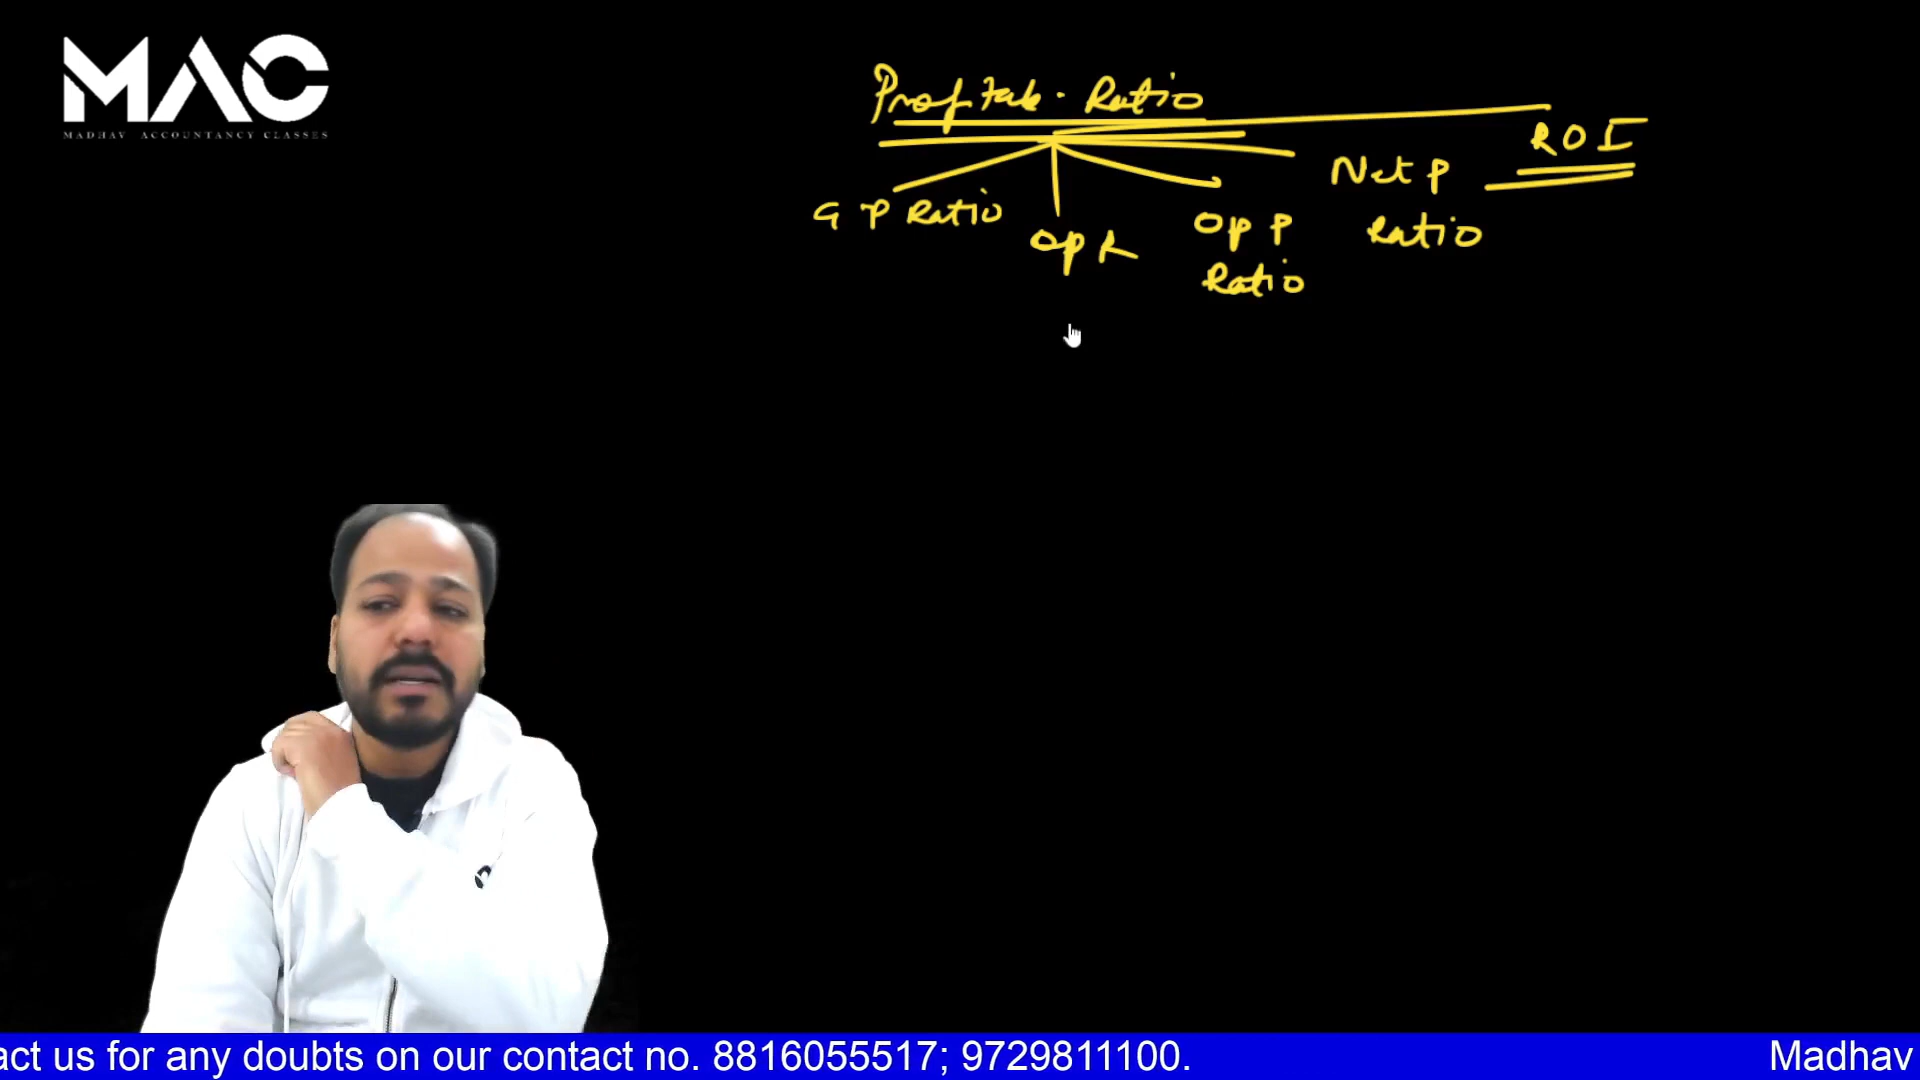 MAC
MADHAV ACCOUNTANCY CLASSES
Proftab. Ratio
ROI
Net P
Ratio
G P Ratio
Op R
Op P
Ratio
act us for any doubts on our contact no. 8816055517; 9729811100.
Madhav